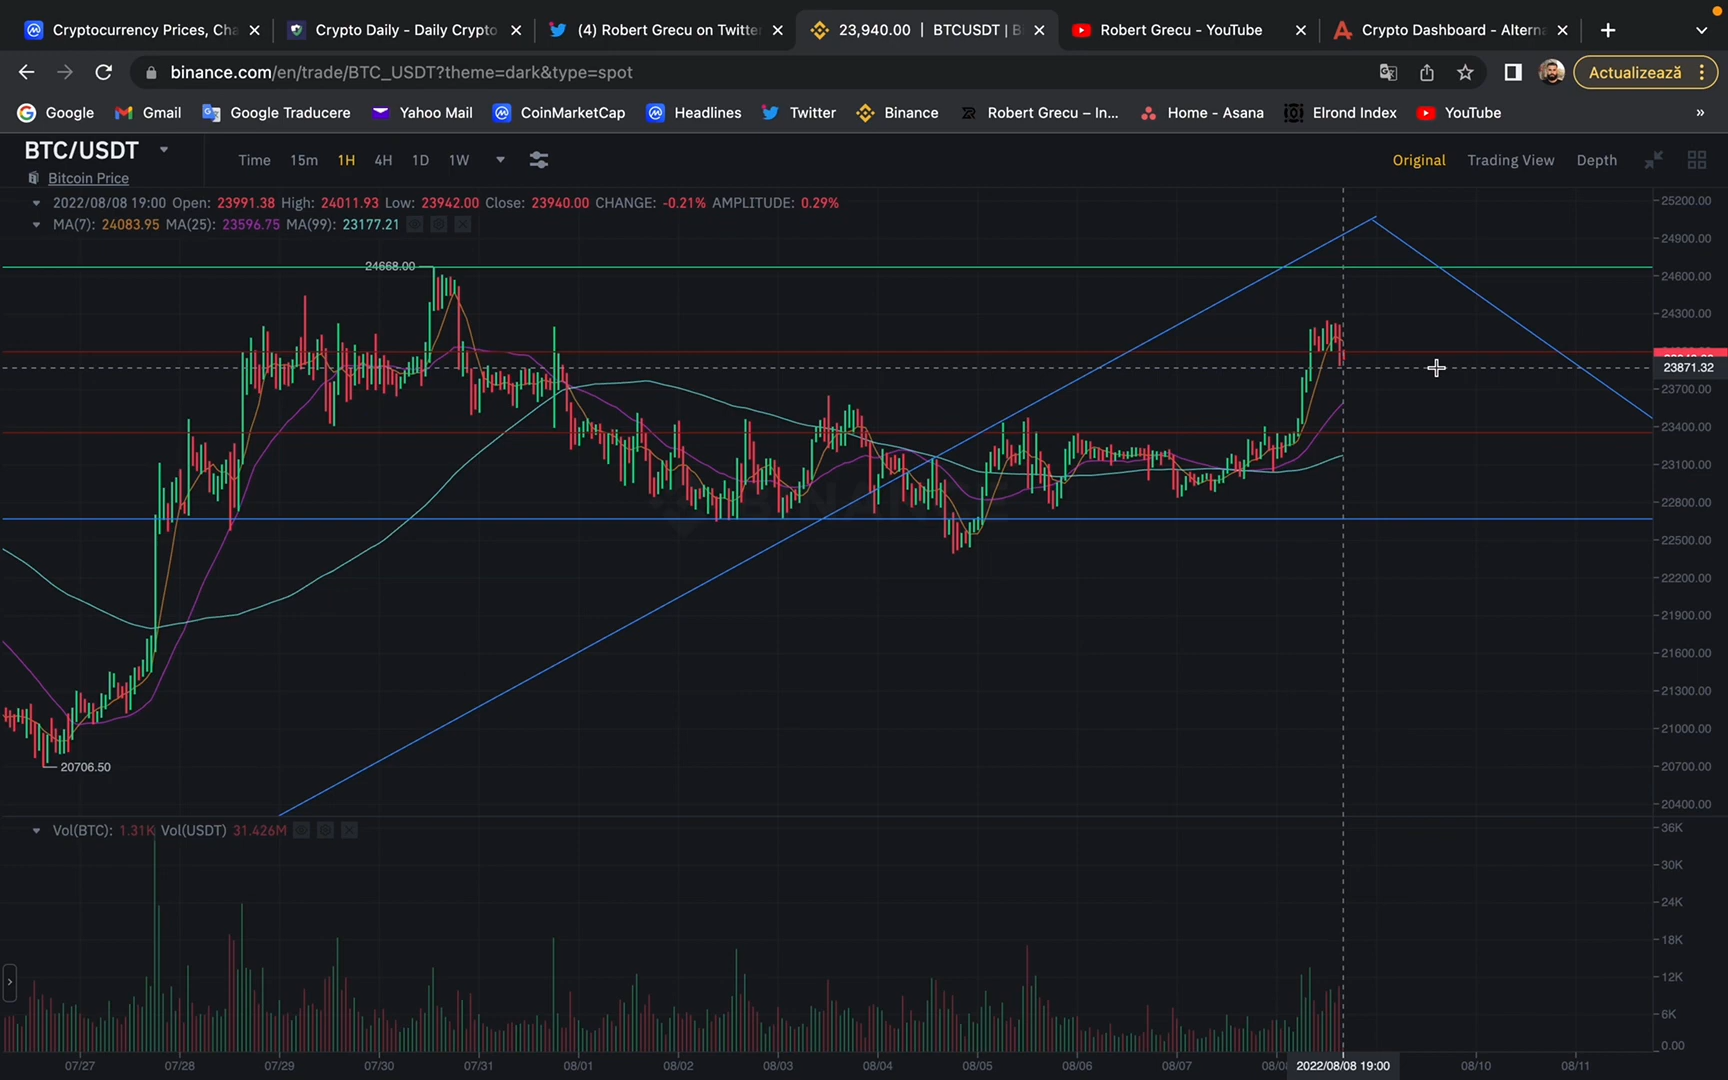 Cryptocurrency Prices, Cha
Crypto Daily - Daily Crypto
(4) Robert Grecu on Twitter
23,940.00 | BTCUSDT | B
Robert Grecu - YouTube
Crypto Dashboard - Alterna
binance.com/en/trade/BTC_USDT?theme=dark&type=spot
Actualizează
Google
Gmail
Google Traducere
Yahoo Mail
CoinMarketCap
Headlines
Twitter
Binance
Robert Grecu – In...
Home - Asana
Elrond Index
YouTube
»
BTC/USDT
Bitcoin Price
Time 15m 1H 4H 1D 1W
Original Trading View Depth
2022/08/08 19:00 Open: 23991.38 High: 24011.93 Low: 23942.00 Close: 23940.00 CHANGE: -0.21% AMPLITUDE: 0.29%
MA(7): 24083.95 MA(25): 23596.75 MA(99): 23177.21
25200.00
24900.00
24668.00
24600.00
24300.00
23871.32
23700.00
23400.00
23100.00
22800.00
BINANCE
22500.00
22200.00
21900.00
21600.00
21300.00
21000.00
20706.50
20700.00
20400.00
Vol(BTC): 1.31K Vol(USDT) 31.426M
36K
30K
24K
18K
12K
6K
0.00
07/27 07/28 07/29 07/30 07/31 08/01 08/02 08/03 08/04 08/05 08/06 08/07 2022/08/08 19:00 08/10 08/11